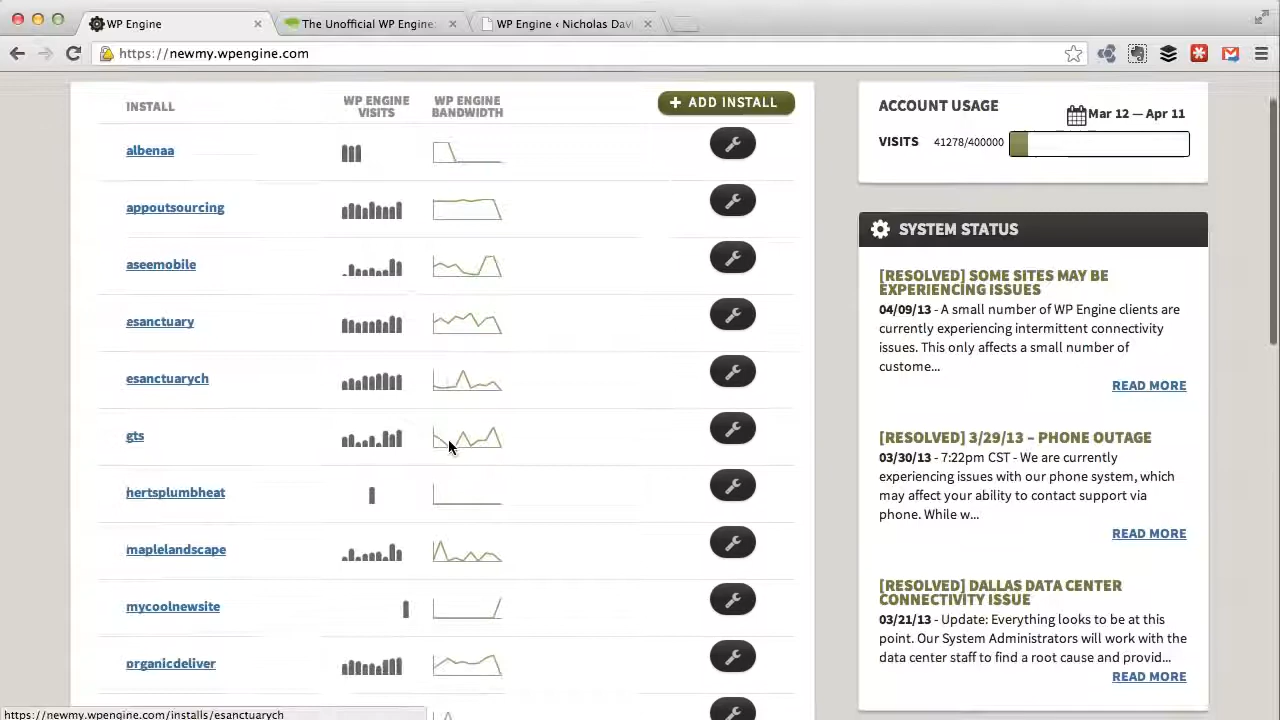 WP Engine
The Unofficial WP Engine
WP Engine ‹ Nicholas Davi
https://newmy.wpengine.com
INSTALL
WP ENGINE
VISITS
WP ENGINE
BANDWIDTH
+ ADD INSTALL
albenaa
appoutsourcing
aseemobile
esanctuary
esanctuarych
gts
hertsplumbheat
maplelandscape
mycoolnewsite
organicdeliver
ACCOUNT USAGE
Mar 12 — Apr 11
VISITS 41278/400000
SYSTEM STATUS
[RESOLVED] SOME SITES MAY BE
EXPERIENCING ISSUES
04/09/13 - A small number of WP Engine clients are
currently experiencing intermittent connectivity
issues. This only affects a small number of
custome...
READ MORE
[RESOLVED] 3/29/13 – PHONE OUTAGE
03/30/13 - 7:22pm CST - We are currently
experiencing issues with our phone system, which
may affect your ability to contact support via
phone. While w...
READ MORE
[RESOLVED] DALLAS DATA CENTER
CONNECTIVITY ISSUE
03/21/13 - Update: Everything looks to be at this
point. Our System Administrators will work with the
data center staff to find a root cause and provid...
READ MORE
https://newmy.wpengine.com/installs/esanctuarych